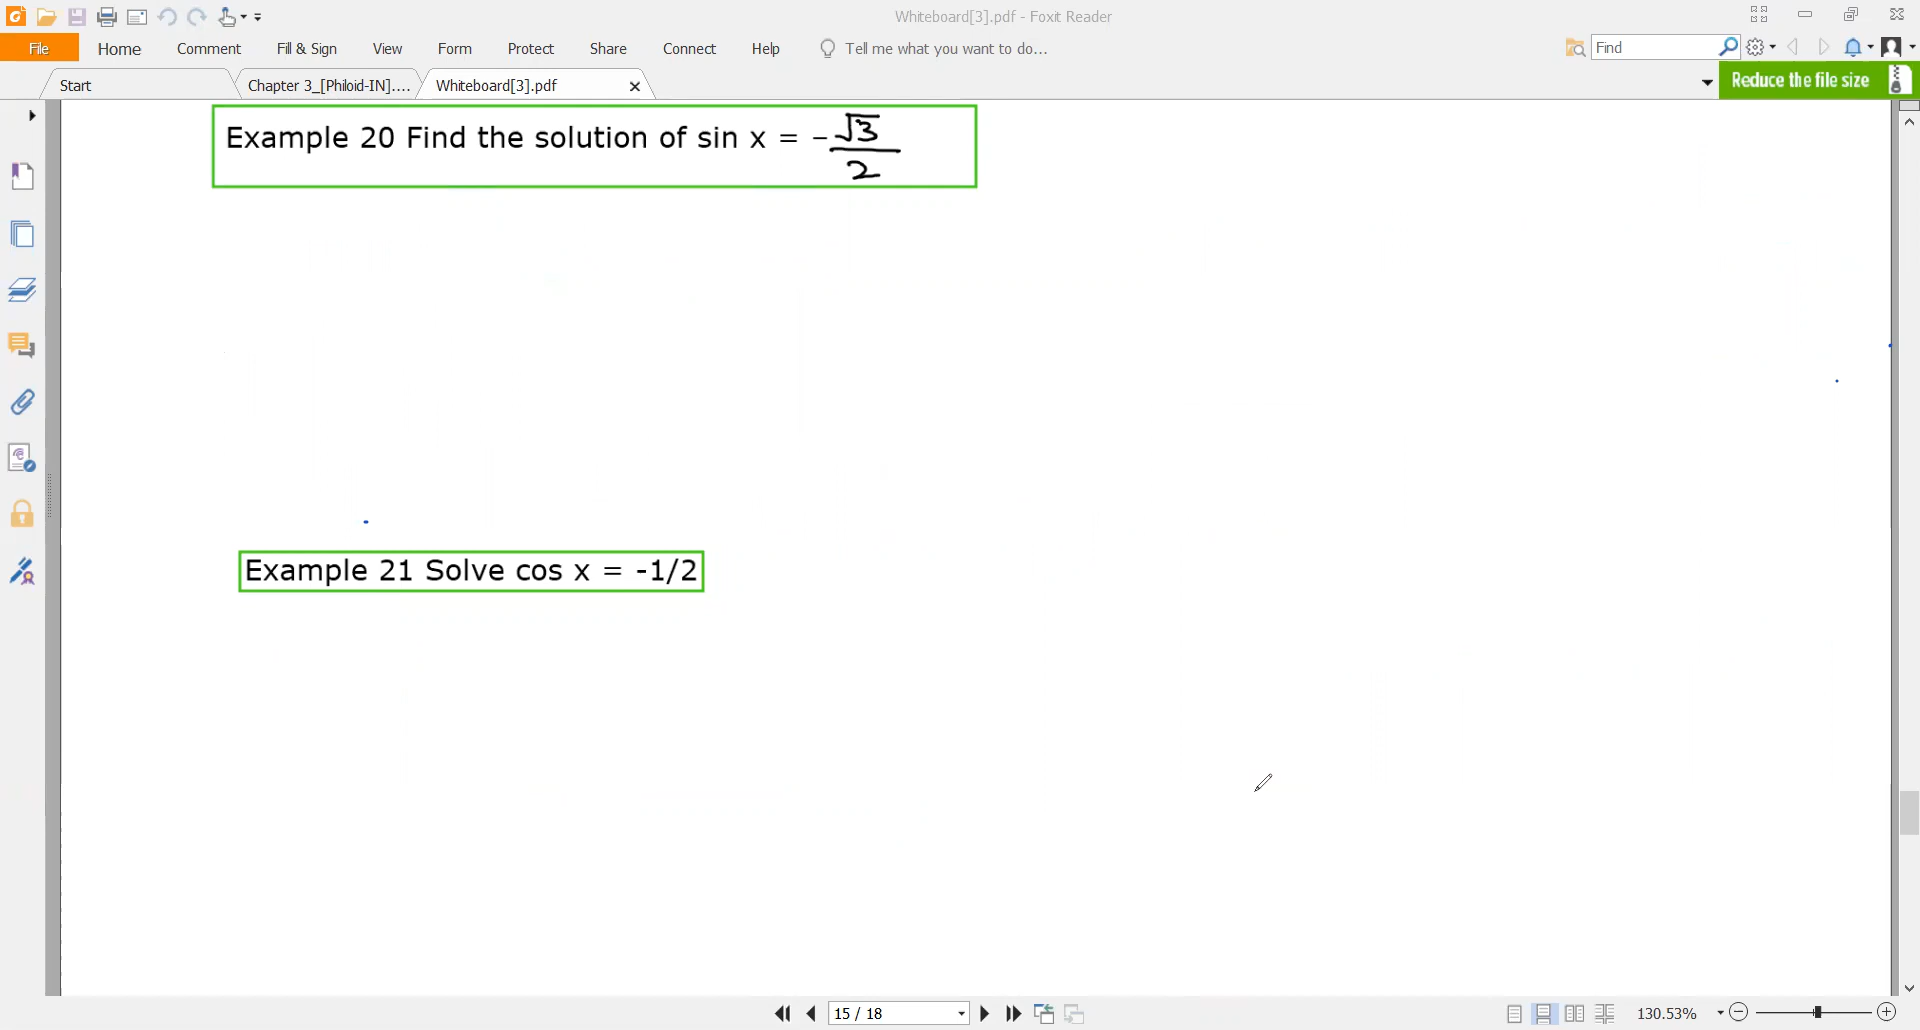 Whiteboard[3].pdf - Foxit Reader
File Home Comment Fill & Sign View Form Protect Share Connect Help Tell me what you want to do... Find
Start Chapter 3_[Philoid-IN].... Whiteboard[3].pdf Reduce the file size
Example 20 Find the solution of sin x = -√3/2
Example 21 Solve cos x = -1/2
15 / 18 130.53%